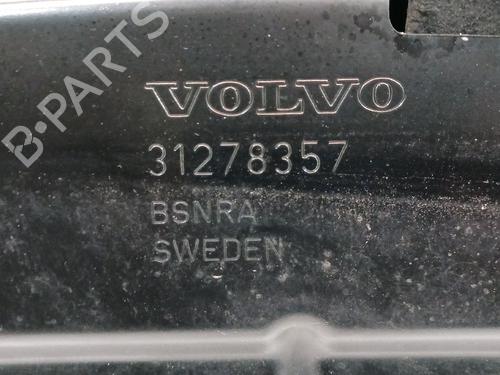 B-PARTS
VOLVO
31278357
BSNRA
SWEDEN